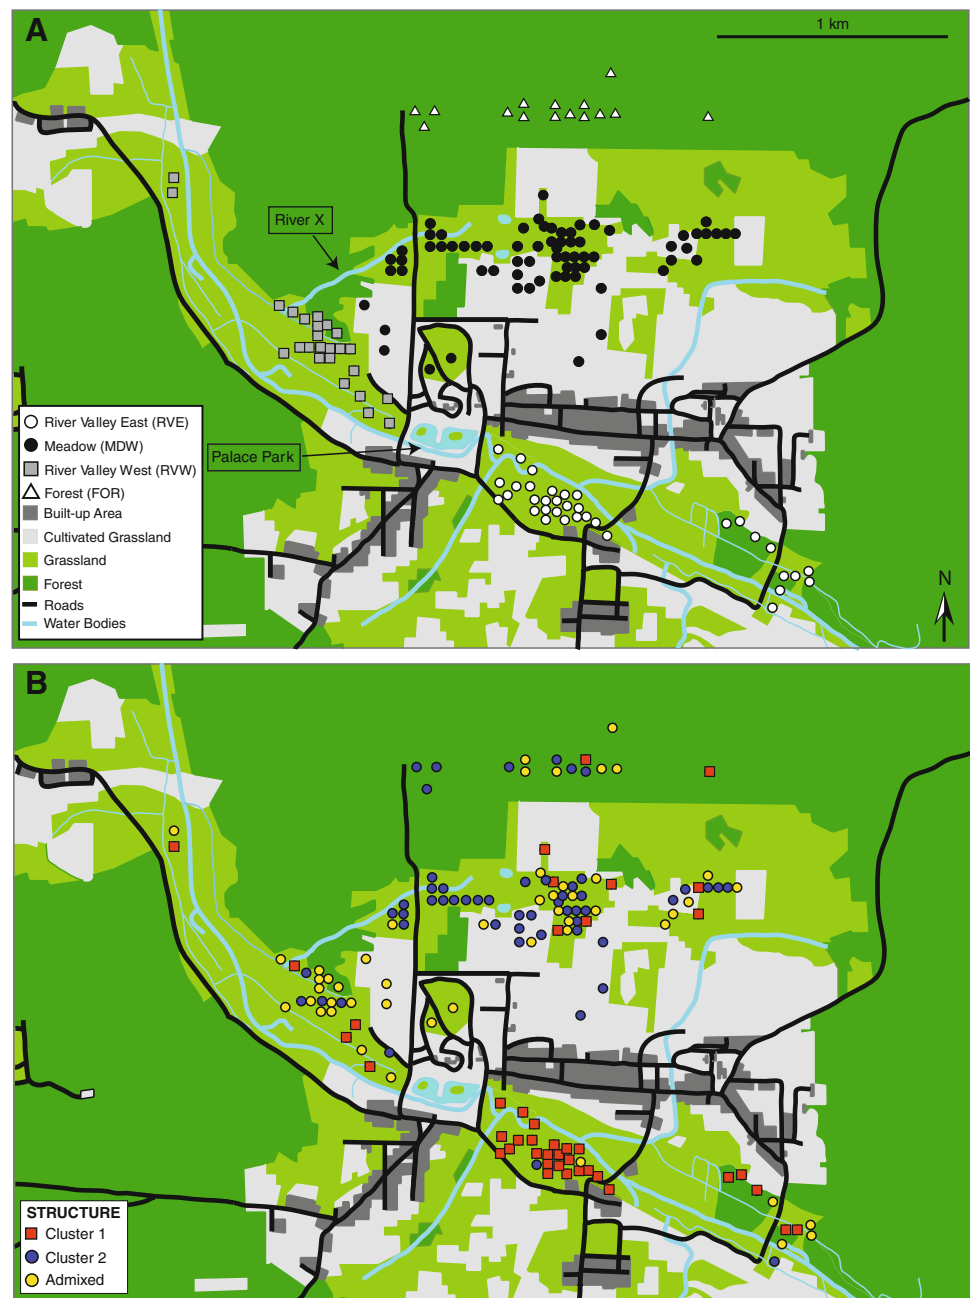 A
1 km
River X
Palace Park
River Valley East (RVE)
Meadow (MDW)
River Valley West (RVW)
Forest (FOR)
Built-up Area
Cultivated Grassland
Grassland
Forest
Roads
Water Bodies
N
B
STRUCTURE
Cluster 1
Cluster 2
Admixed